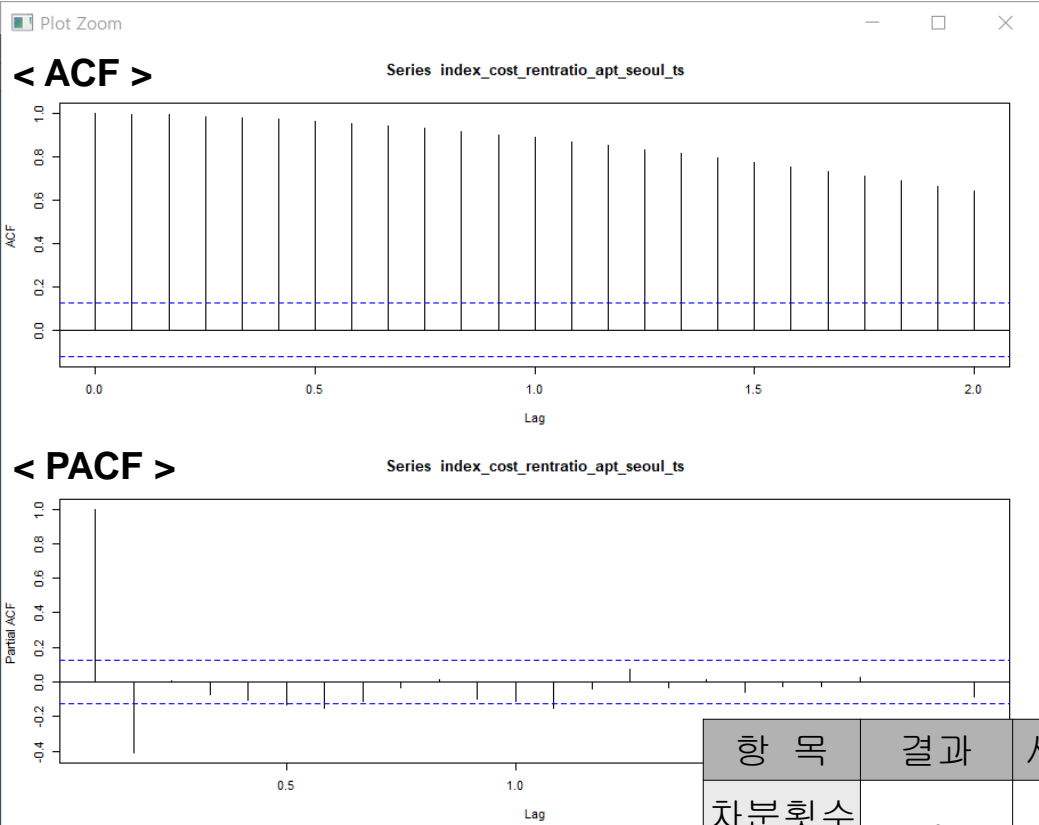 Plot Zoom
< ACF >
Series index_cost_rentratio_apt_seoul_ts
ACF
1.0
0.8
0.6
0.4
0.2
0.0
0.0
0.5
1.0
1.5
2.0
Lag
< PACF >
Series index_cost_rentratio_apt_seoul_ts
Partial ACF
1.0
0.8
0.6
0.4
0.2
0.0
-0.2
-0.4
0.5
1.0
Lag
항 목 결과
차분횟수